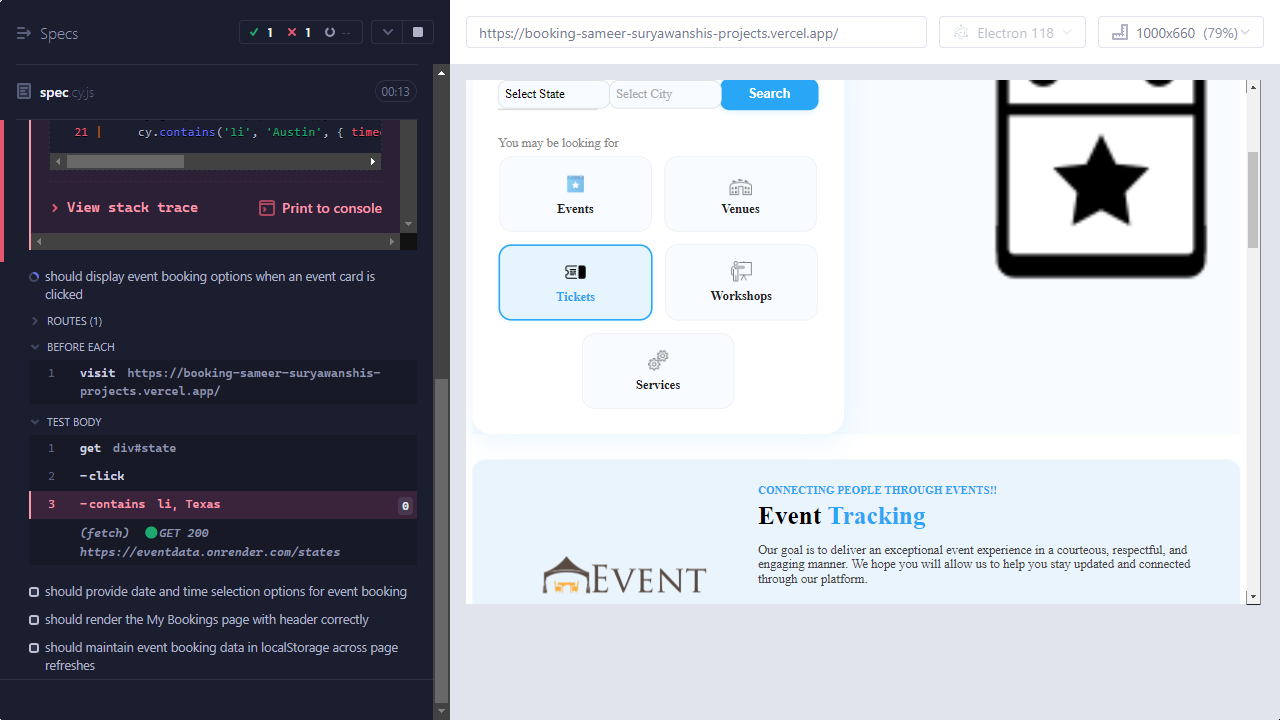 Specs
1
1
--
spec.cy.js
00:13
21 | cy.contains('li', 'Austin', { time
> View stack trace
Print to console
should display event booking options when an event card is
clicked
ROUTES (1)
BEFORE EACH
1 visit https://booking-sameer-suryawanshis-
projects.vercel.app/
TEST BODY
1 get div#state
2 -click
3 -contains li, Texas 0
(fetch) GET 200
https://eventdata.onrender.com/states
should provide date and time selection options for event booking
should render the My Bookings page with header correctly
should maintain event booking data in localStorage across page
refreshes
https://booking-sameer-suryawanshis-projects.vercel.app/
Electron 118
1000x660 (79%)
Select State
Select City
Search
You may be looking for
Events
Venues
Tickets
Workshops
Services
CONNECTING PEOPLE THROUGH EVENTS!!
Event Tracking
Our goal is to deliver an exceptional event experience in a courteous, respectful, and
engaging manner. We hope you will allow us to help you stay updated and connected
through our platform.
EVENT